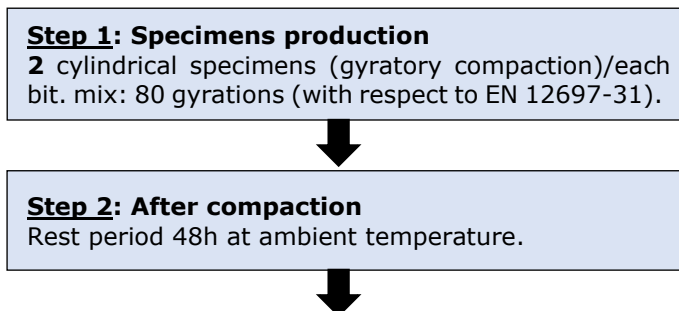 Step 1: Specimens production
2 cylindrical specimens (gyratory compaction)/each
bit. mix: 80 gyrations (with respect to EN 12697-31).
Step 2: After compaction
Rest period 48h at ambient temperature.